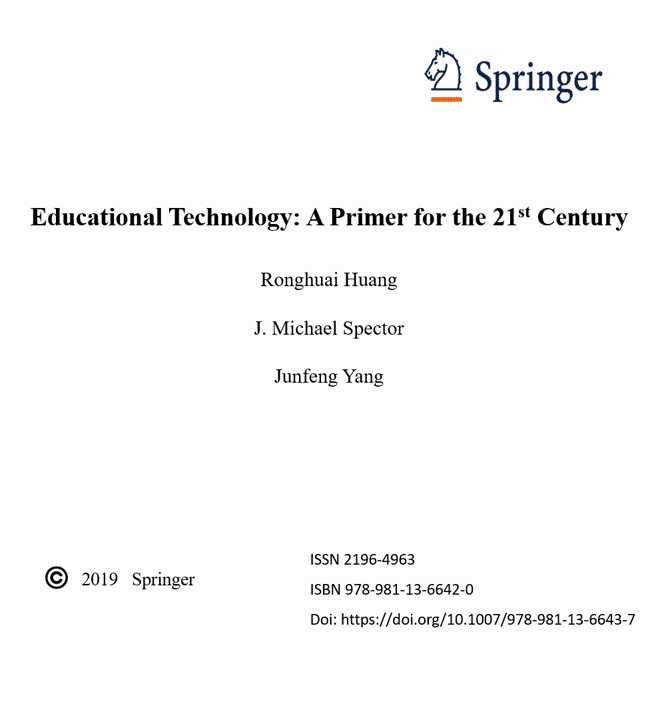 Springer
Educational Technology: A Primer for the 21st Century
Ronghuai Huang
J. Michael Spector
Junfeng Yang
© 2019 Springer
ISSN 2196-4963
ISBN 978-981-13-6642-0
Doi: https://doi.org/10.1007/978-981-13-6643-7